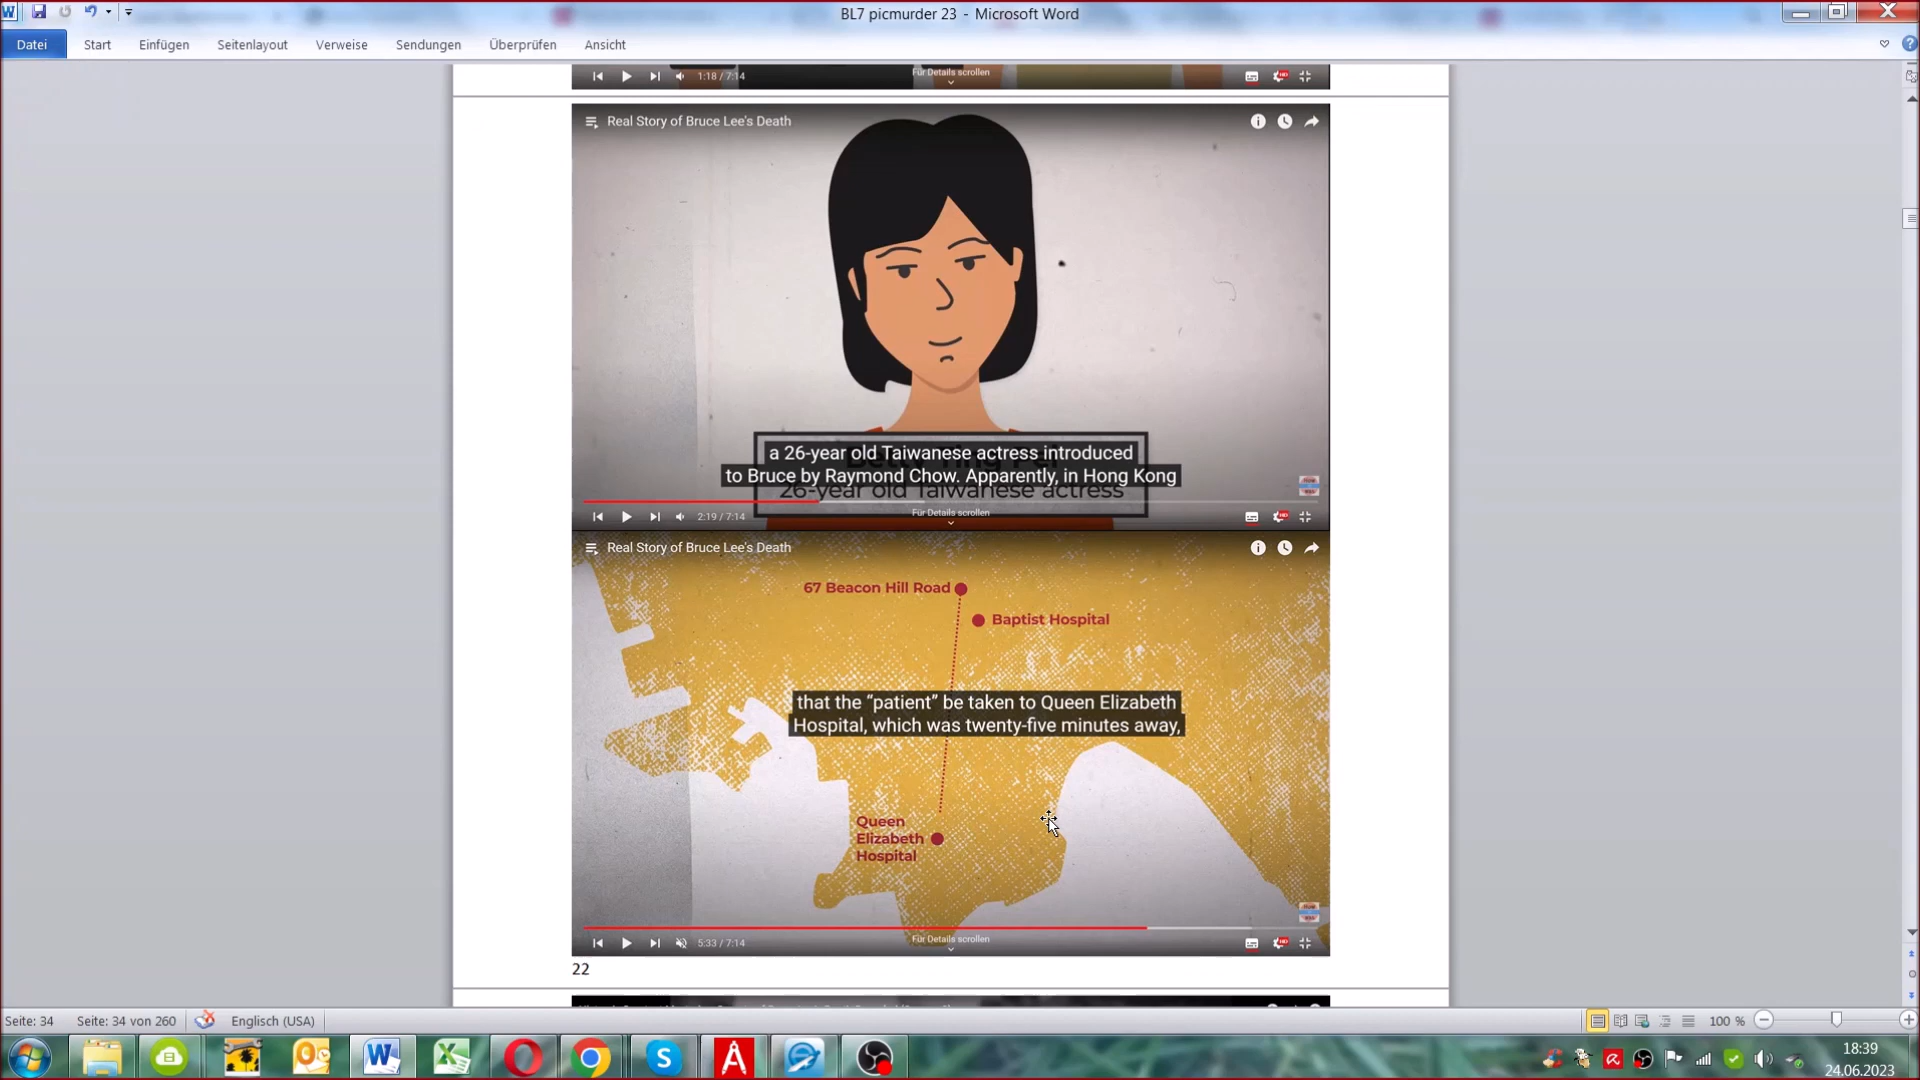 BL7 picmurder 23 - Microsoft Word
Datei Start Einfügen Seitenlayout Verweise Sendungen Überprüfen Ansicht
1:18 / 7:14
Für Details scrollen
Real Story of Bruce Lee's Death
a 26-year old Taiwanese actress introduced
to Bruce by Raymond Chow. Apparently, in Hong Kong
26-year old Taiwanese actress
2:19 / 7:14
Für Details scrollen
Real Story of Bruce Lee's Death
67 Beacon Hill Road
Baptist Hospital
that the “patient” be taken to Queen Elizabeth
Hospital, which was twenty-five minutes away,
Queen
Elizabeth
Hospital
5:33 / 7:14
Für Details scrollen
22
Seite: 34 Seite: 34 von 260 Englisch (USA) 100 %
18:39
24.06.2023